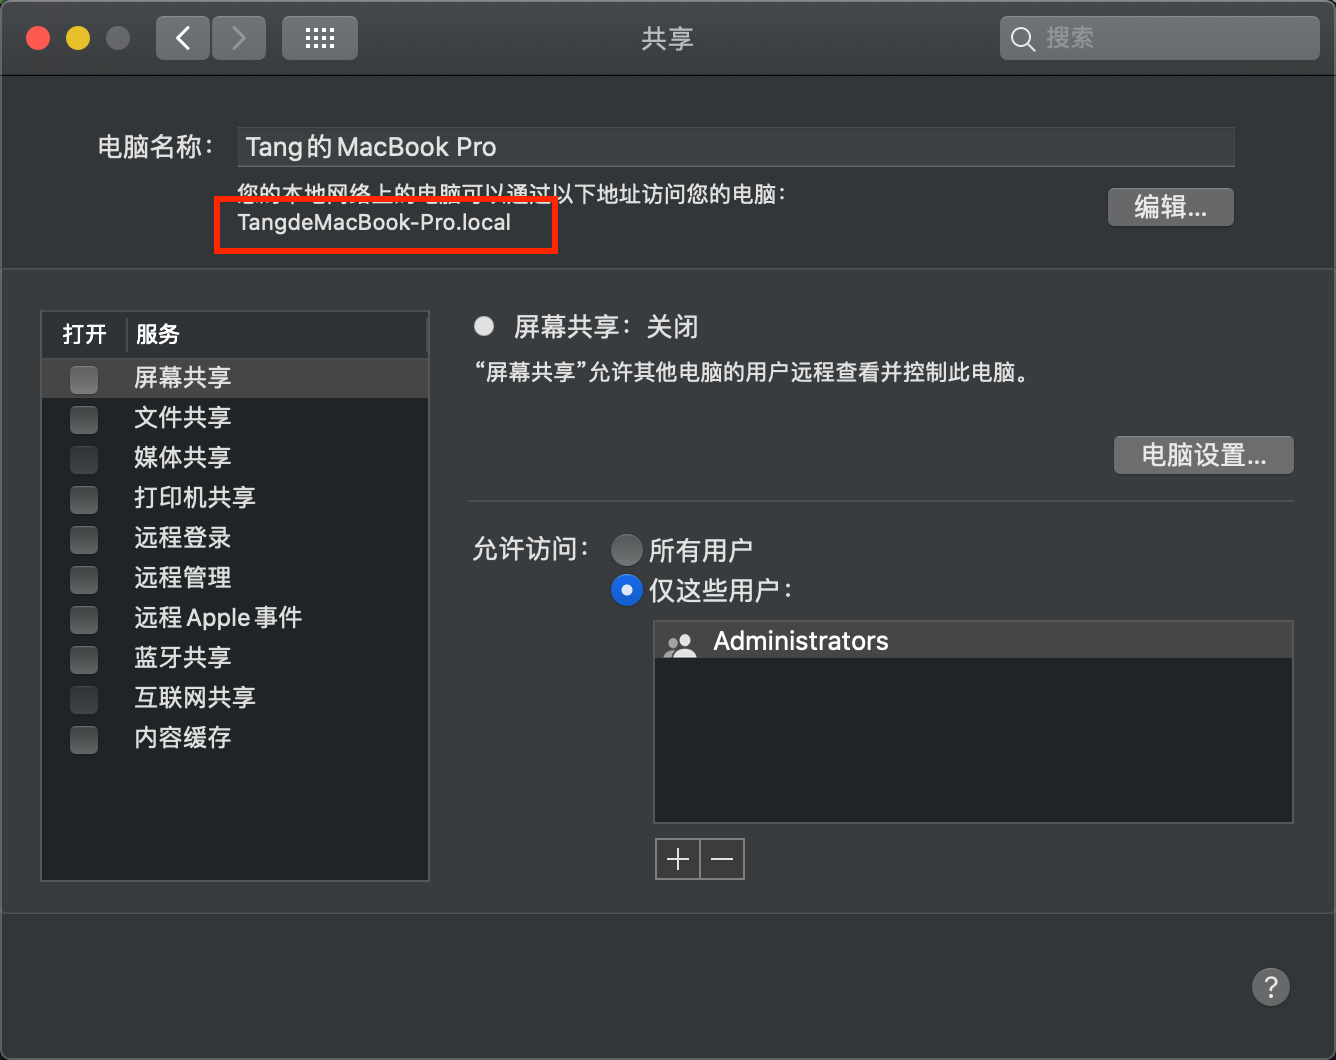 共享
搜索
电脑名称：
Tang的MacBook Pro
您的本地网络上的电脑可以通过以下地址访问您的电脑：
TangdeMacBook-Pro.local
编辑...
打开 服务
屏幕共享
文件共享
媒体共享
打印机共享
远程登录
远程管理
远程Apple事件
蓝牙共享
互联网共享
内容缓存
屏幕共享：关闭
“屏幕共享”允许其他电脑的用户远程查看并控制此电脑。
电脑设置...
允许访问：
所有用户
仅这些用户：
Administrators
?